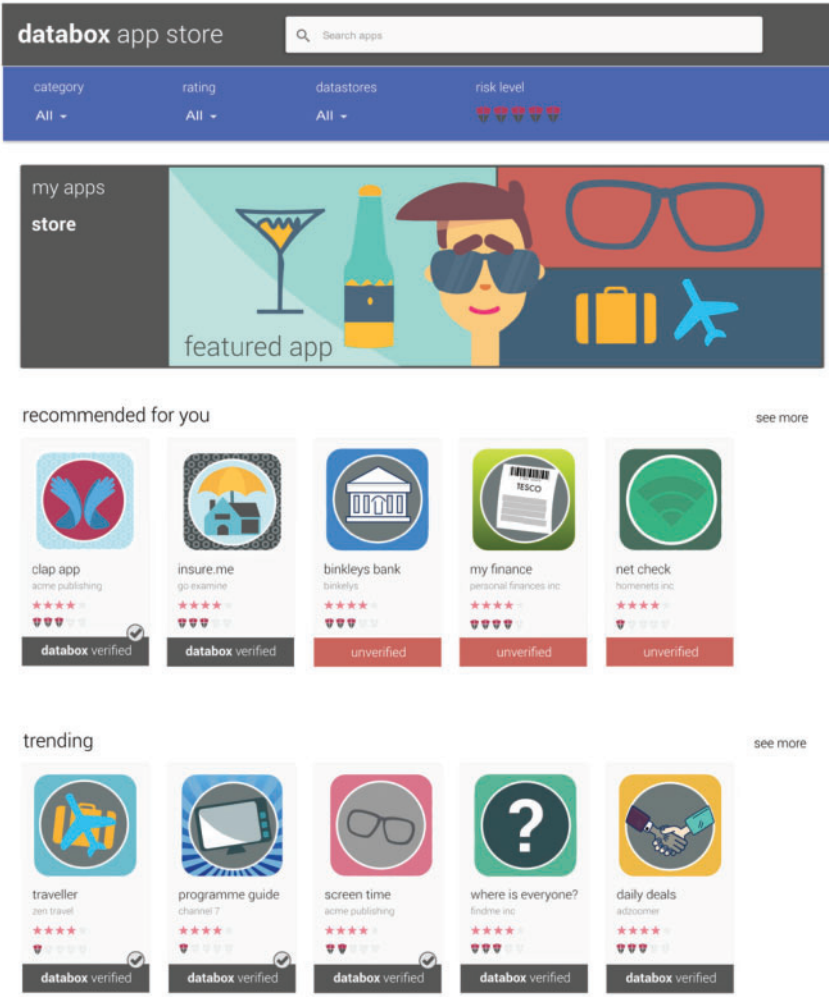 databox app store
Search apps
category rating datastores risk level
All All All
my apps
store
featured app
recommended for you see more
TESCO
clap app insure.me binkleys bank my finance net check
acme publishing go examine binkelys personal finances inc homenets inc
databox verified databox verified unverified unverified unverified
trending see more
?
traveller programme guide screen time where is everyone? daily deals
zen travel channel 7 acme publishing findme inc adzoomer
databox verified databox verified databox verified databox verified databox verified